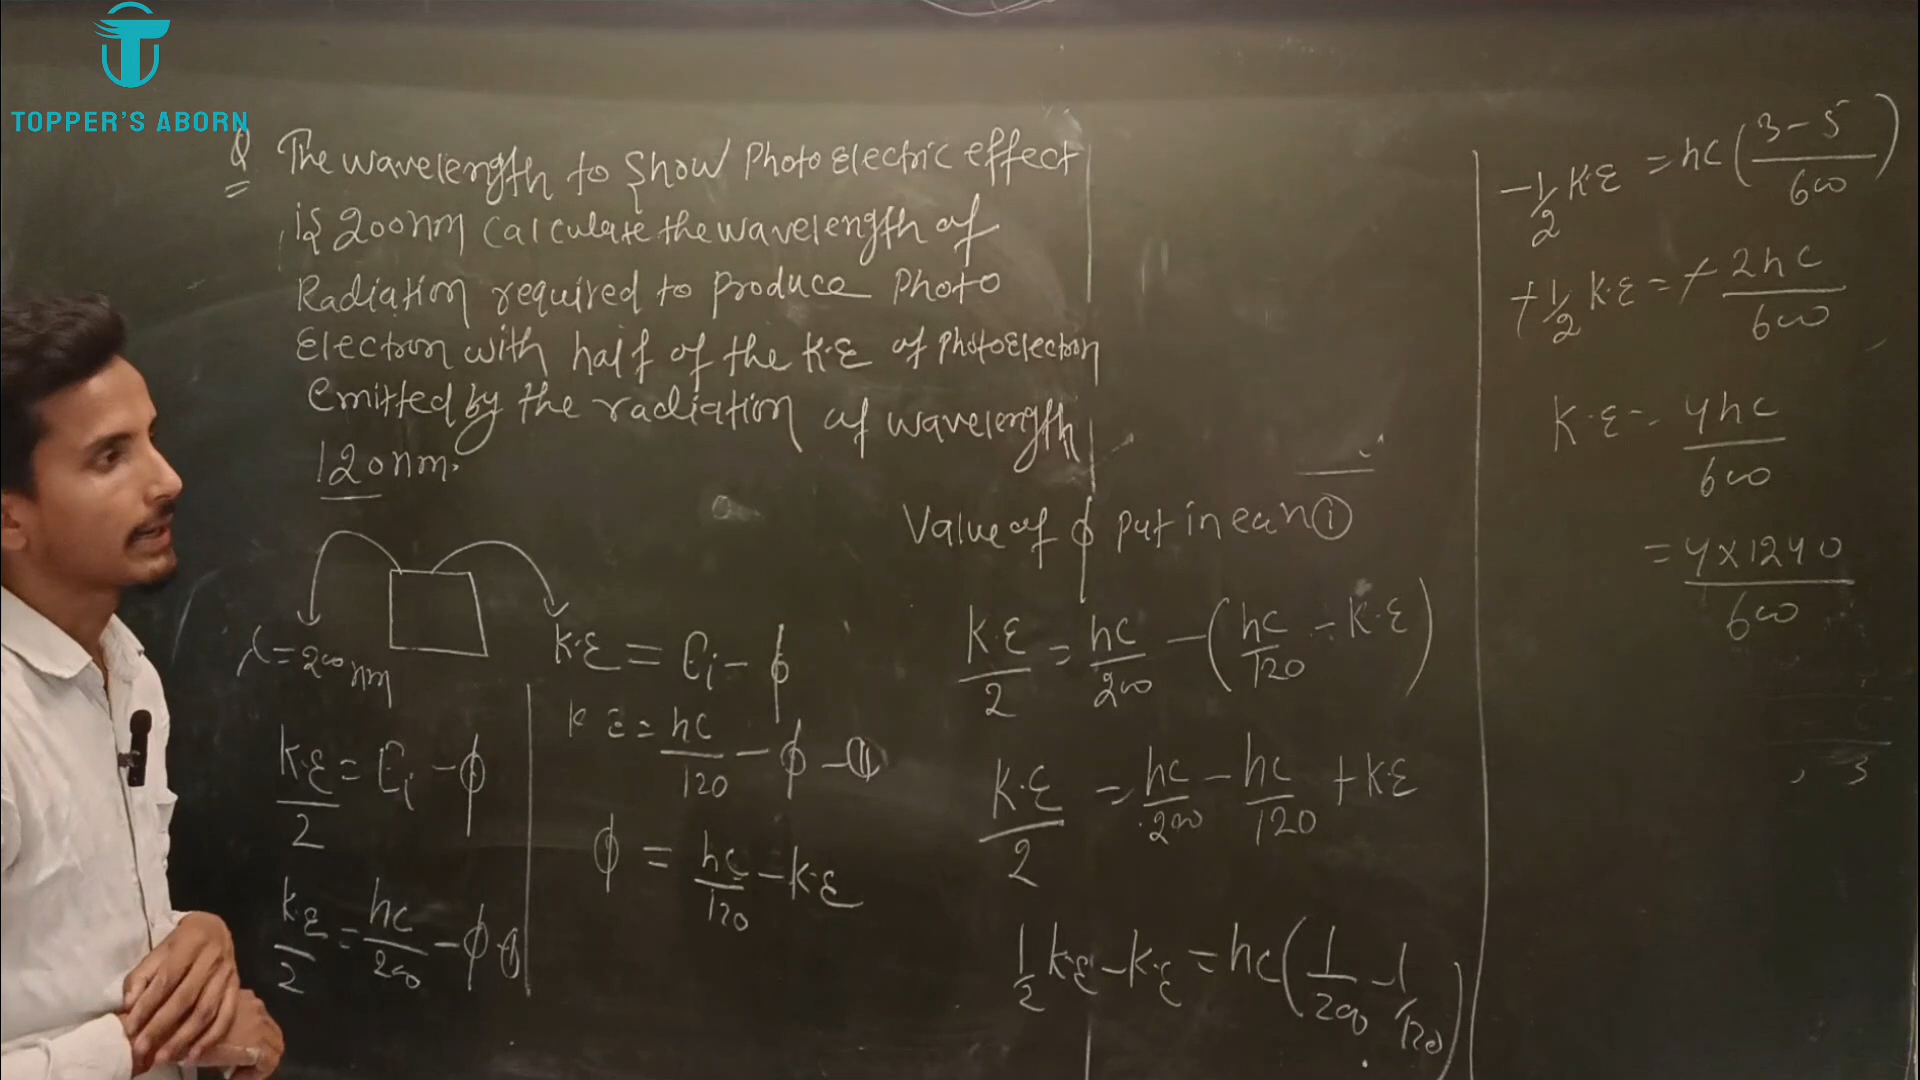 TOPPER'S ABORN
Q The wavelength to show Photo Electric effect
is 200nm Calculate the wavelength of
Radiation required to produce Photo
Electron with half of the K.E of PhotoElectron
emitted by the radiation of wavelength
120nm.
λ = 200 nm
K.E = Ei - ϕ
K.E/2 = Ei - ϕ
K.E/2 = hc/200 - ϕ - (i)
K.E = hc/120 - ϕ - (ii)
ϕ = hc/120 - K.E
Value of ϕ put in eqn (i)
K.E/2 = hc/200 - (hc/120 - K.E)
K.E/2 = hc/200 - hc/120 + K.E
1/2 K.E - K.E = hc(1/200 - 1/120)
-1/2 K.E = hc(3-5/600)
+1/2 K.E = + 2hc/600
K.E = 4hc/600
= 4×1240/600